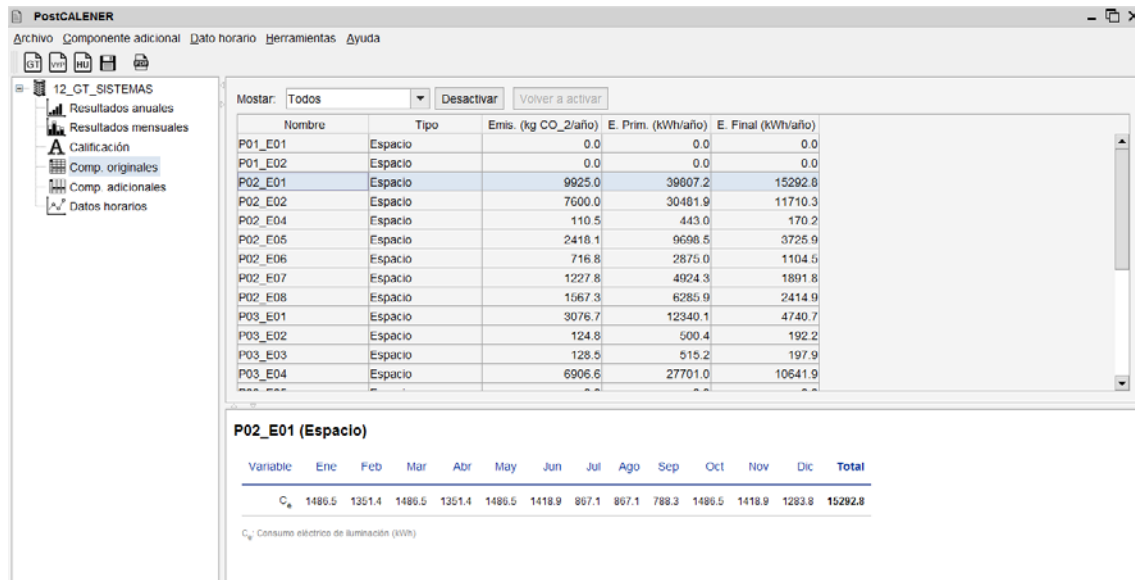 PostCALENER
Archivo Componente adicional Dato horario Herramientas Ayuda
GT VYP HU PDF
12_GT_SISTEMAS
Resultados anuales
Resultados mensuales
Calificación
Comp. originales
Comp. adicionales
Datos horarios
Mostar: Todos Desactivar Volver a activar
Nombre Tipo Emis. (kg CO_2/año) E. Prim. (kWh/año) E. Final (kWh/año)
P01_E01 Espacio 0.0 0.0 0.0
P01_E02 Espacio 0.0 0.0 0.0
P02_E01 Espacio 9925.0 39807.2 15292.8
P02_E02 Espacio 7600.0 30481.9 11710.3
P02_E04 Espacio 110.5 443.0 170.2
P02_E05 Espacio 2418.1 9698.5 3725.9
P02_E06 Espacio 716.8 2875.0 1104.5
P02_E07 Espacio 1227.8 4924.3 1891.8
P02_E08 Espacio 1567.3 6285.9 2414.9
P03_E01 Espacio 3076.7 12340.1 4740.7
P03_E02 Espacio 124.8 500.4 192.2
P03_E03 Espacio 128.5 515.2 197.9
P03_E04 Espacio 6906.6 27701.0 10641.9
P02_E01 (Espacio)
Variable Ene Feb Mar Abr May Jun Jul Ago Sep Oct Nov Dic Total
Ce 1486.5 1351.4 1486.5 1351.4 1486.5 1418.9 867.1 867.1 788.3 1486.5 1418.9 1283.8 15292.8
Ce: Consumo eléctrico de iluminación (kWh)